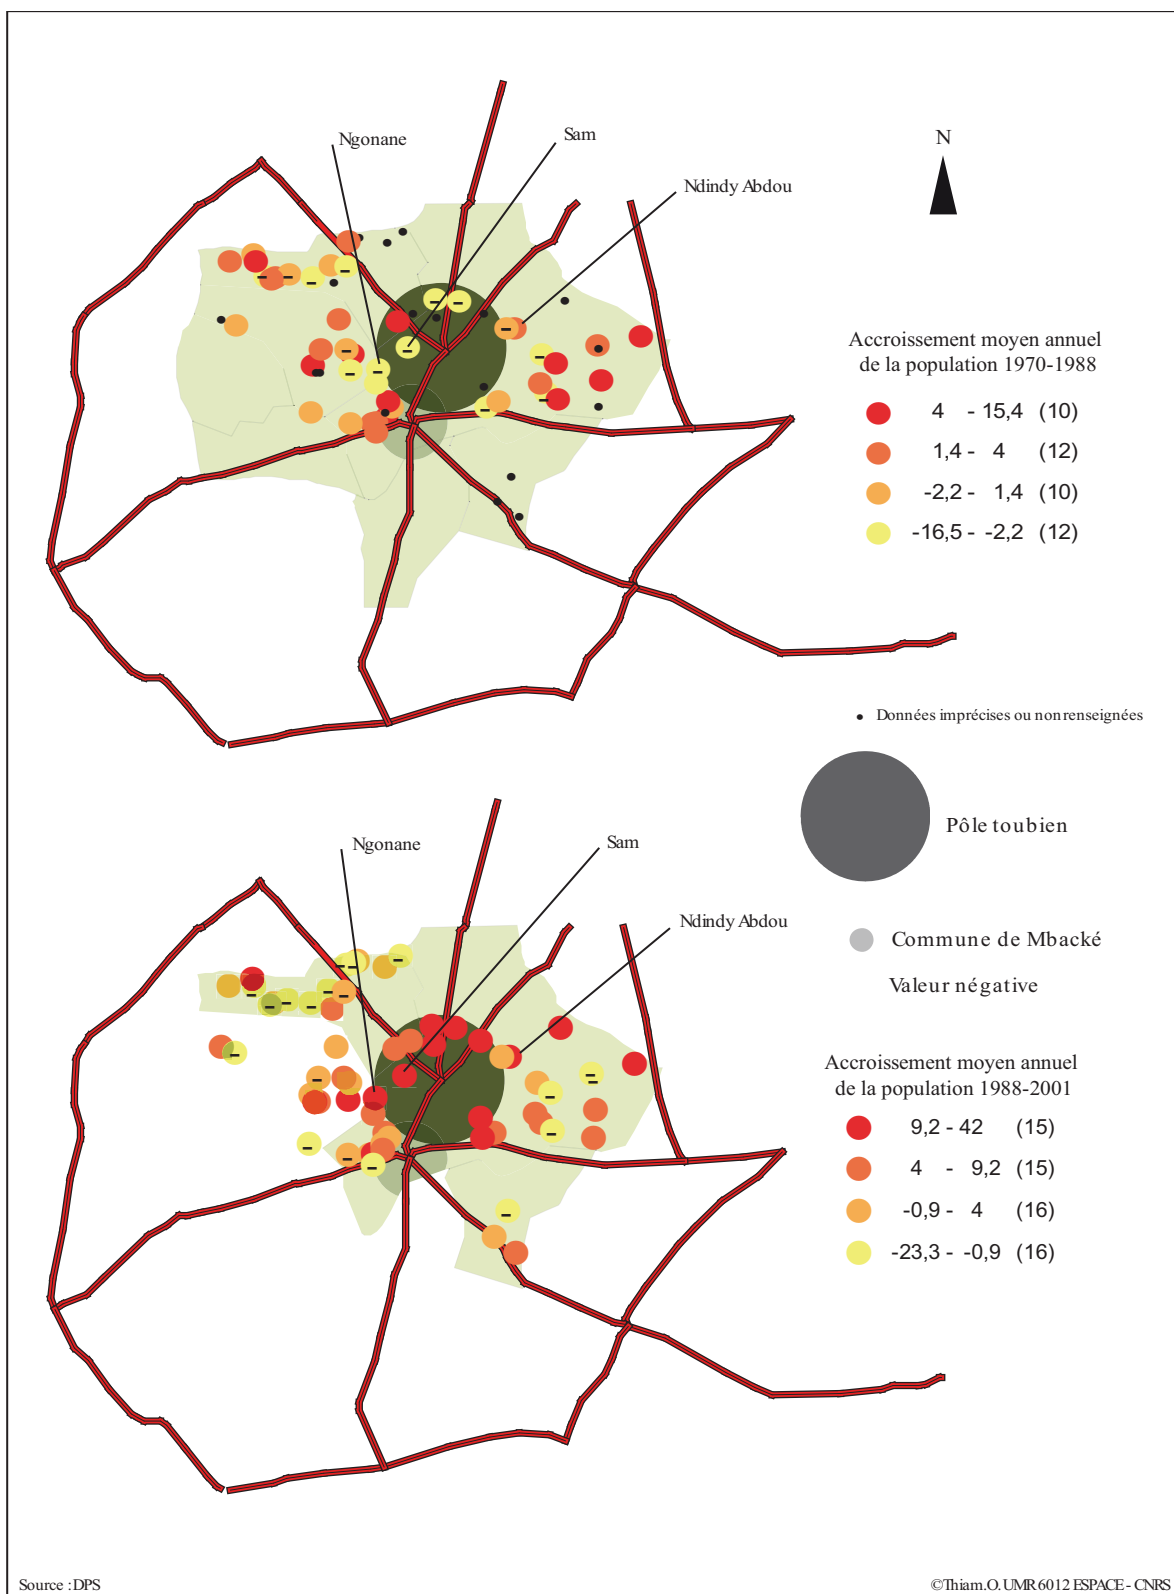 Ngonane
Sam
Ndindy Abdou
N
Accroissement moyen annuel
de la population 1970-1988
4 - 15,4 (10)
1,4 - 4 (12)
-2,2 - 1,4 (10)
-16,5 - -2,2 (12)
Données imprécises ou non renseignées
Pôle toubien
Commune de Mbacké
Valeur négative
Ngonane
Sam
Ndindy Abdou
Accroissement moyen annuel
de la population 1988-2001
9,2 - 42 (15)
4 - 9,2 (15)
-0,9 - 4 (16)
-23,3 - -0,9 (16)
Source : DPS
©Thiam.O. UMR 6012 ESPACE - CNRS